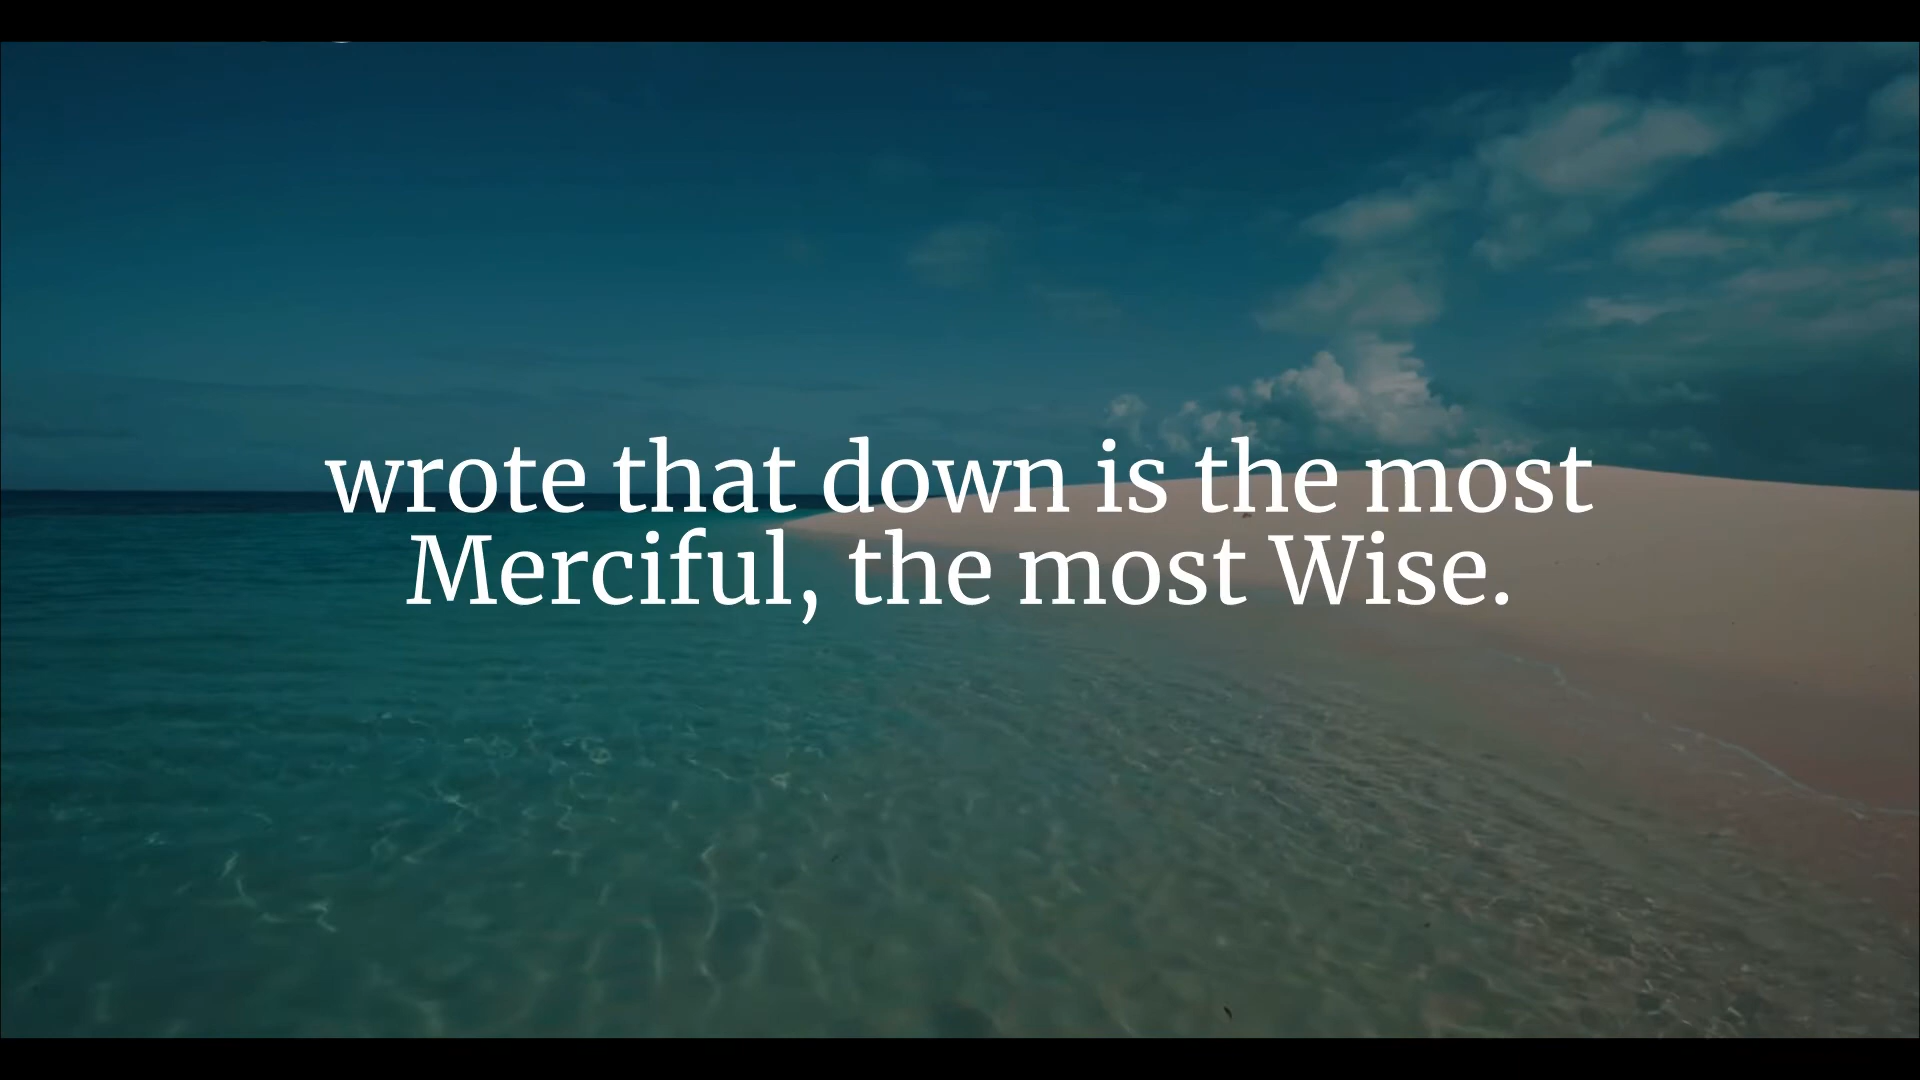 wrote that down is the most
Merciful, the most Wise.